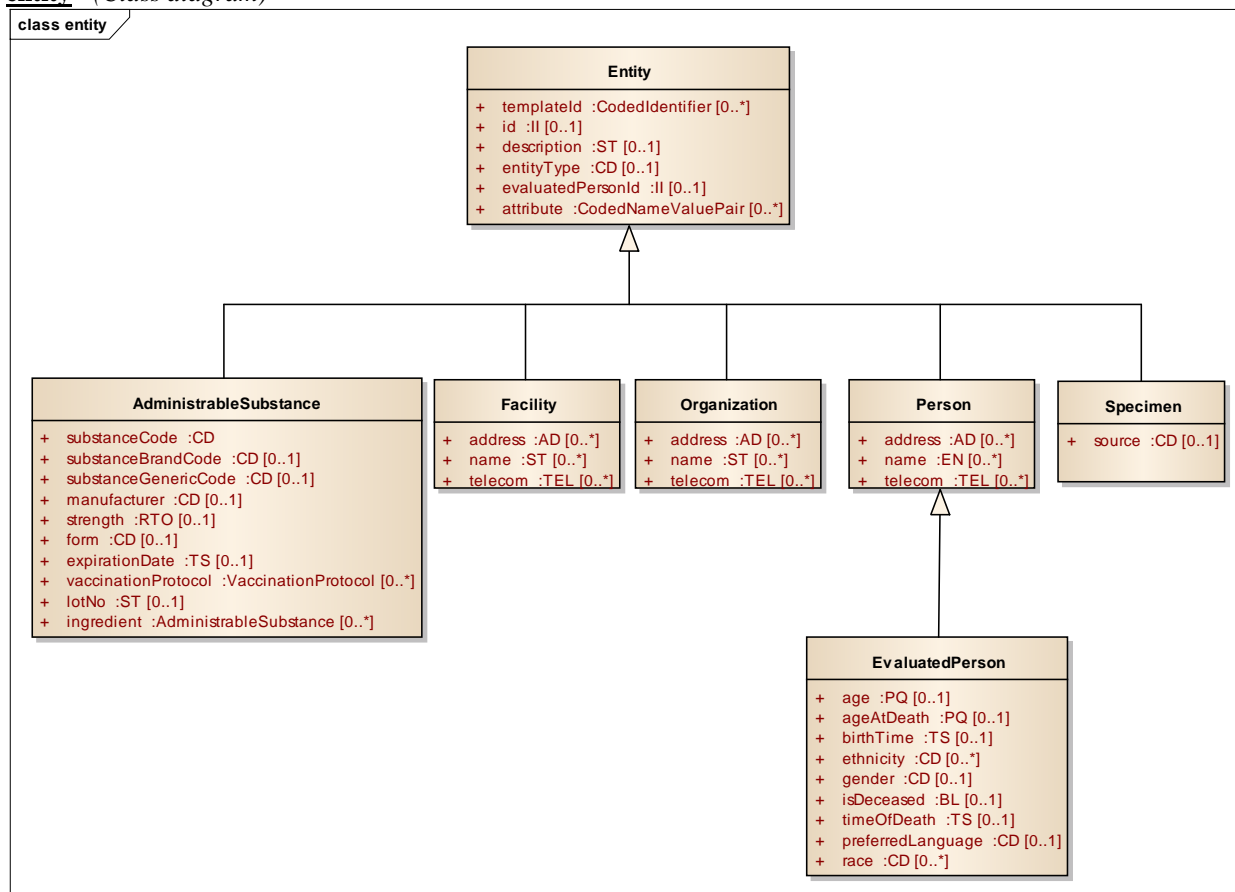 entity (Class diagram)
class entity
Entity
+ templateId :CodedIdentifier [0..*]
+ id :II [0..1]
+ description :ST [0..1]
+ entityType :CD [0..1]
+ evaluatedPersonId :II [0..1]
+ attribute :CodedNameValuePair [0..*]
AdministrableSubstance
+ substanceCode :CD
+ substanceBrandCode :CD [0..1]
+ substanceGenericCode :CD [0..1]
+ manufacturer :CD [0..1]
+ strength :RTO [0..1]
+ form :CD [0..1]
+ expirationDate :TS [0..1]
+ vaccinationProtocol :VaccinationProtocol [0..*]
+ lotNo :ST [0..1]
+ ingredient :AdministrableSubstance [0..*]
Facility
+ address :AD [0..*]
+ name :ST [0..*]
+ telecom :TEL [0..*]
Organization
+ address :AD [0..*]
+ name :ST [0..*]
+ telecom :TEL [0..*]
Person
+ address :AD [0..*]
+ name :EN [0..*]
+ telecom :TEL [0..*]
Specimen
+ source :CD [0..1]
EvaluatedPerson
+ age :PQ [0..1]
+ ageAtDeath :PQ [0..1]
+ birthTime :TS [0..1]
+ ethnicity :CD [0..*]
+ gender :CD [0..1]
+ isDeceased :BL [0..1]
+ timeOfDeath :TS [0..1]
+ preferredLanguage :CD [0..1]
+ race :CD [0..*]